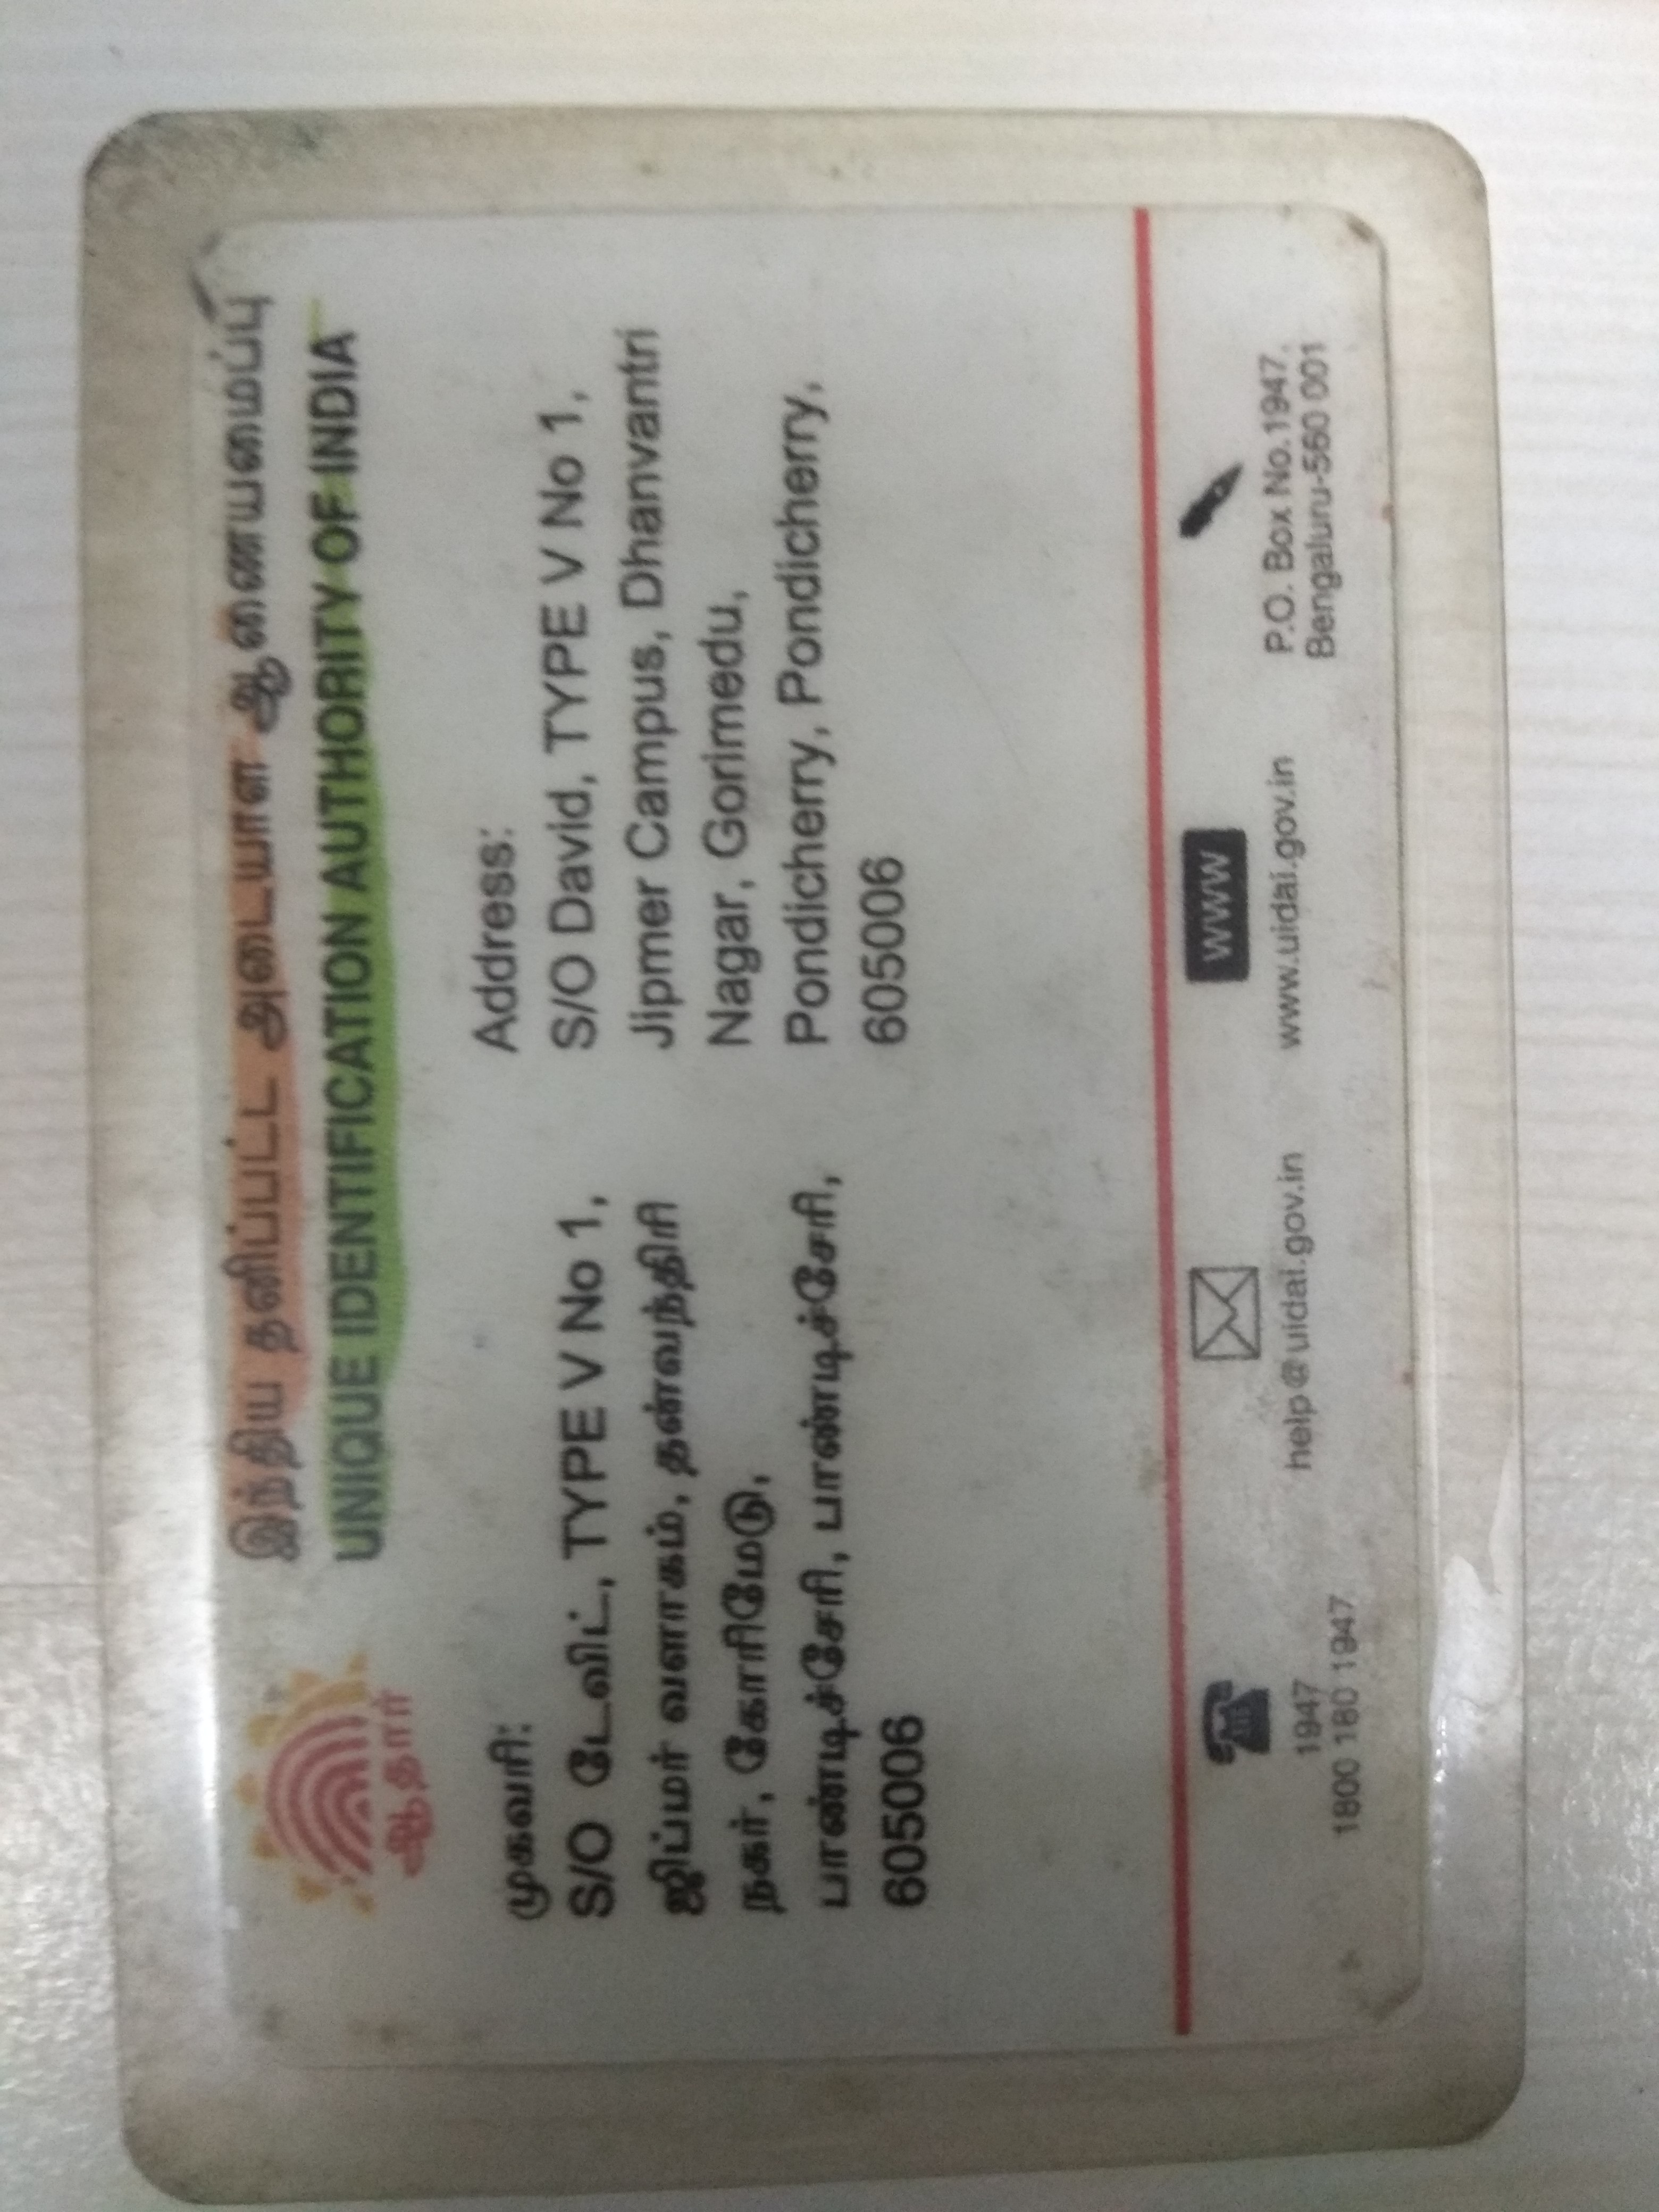 இந்திய தனிப்பட்ட அடையாள ஆணையமைப்பு
UNIQUE IDENTIFICATION AUTHORITY OF INDIA
ஆதார்
முகவரி:
S/O டேவிட், TYPE V No 1,
ஜிப்மர் வளாகம், தன்வந்திரி
நகர், கோரிமேடு,
பாண்டிச்சேரி, பாண்டிச்சேரி,
605006
Address:
S/O David, TYPE V No 1,
Jipmer Campus, Dhanvantri
Nagar, Gorimedu,
Pondicherry, Pondicherry,
605006
1947
1800 180 1947
help@uidai.gov.in
WWW
www.uidai.gov.in
P.O. Box No.1947,
Bengaluru-560 001